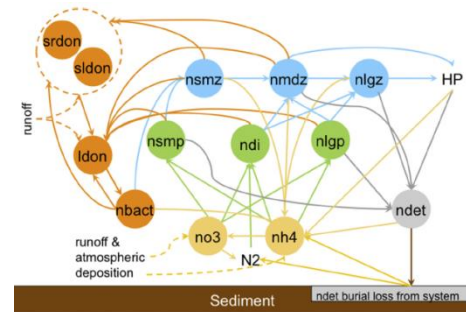 srdon
sldon
nsmz
nmdz
nlgz
HP
runoff
ldon
nsmp
ndi
nlgp
nbact
ndet
no3
nh4
runoff &
atmospheric
deposition
N2
ndet burial loss from system
Sediment